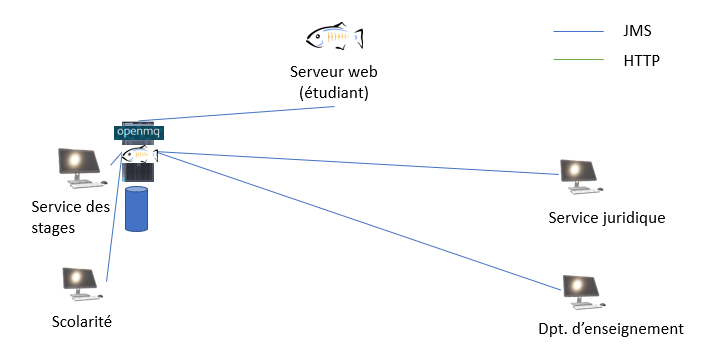 JMS
HTTP
Serveur web
(étudiant)
openmq
Service des
stages
Service juridique
Scolarité
Dpt. d’enseignement